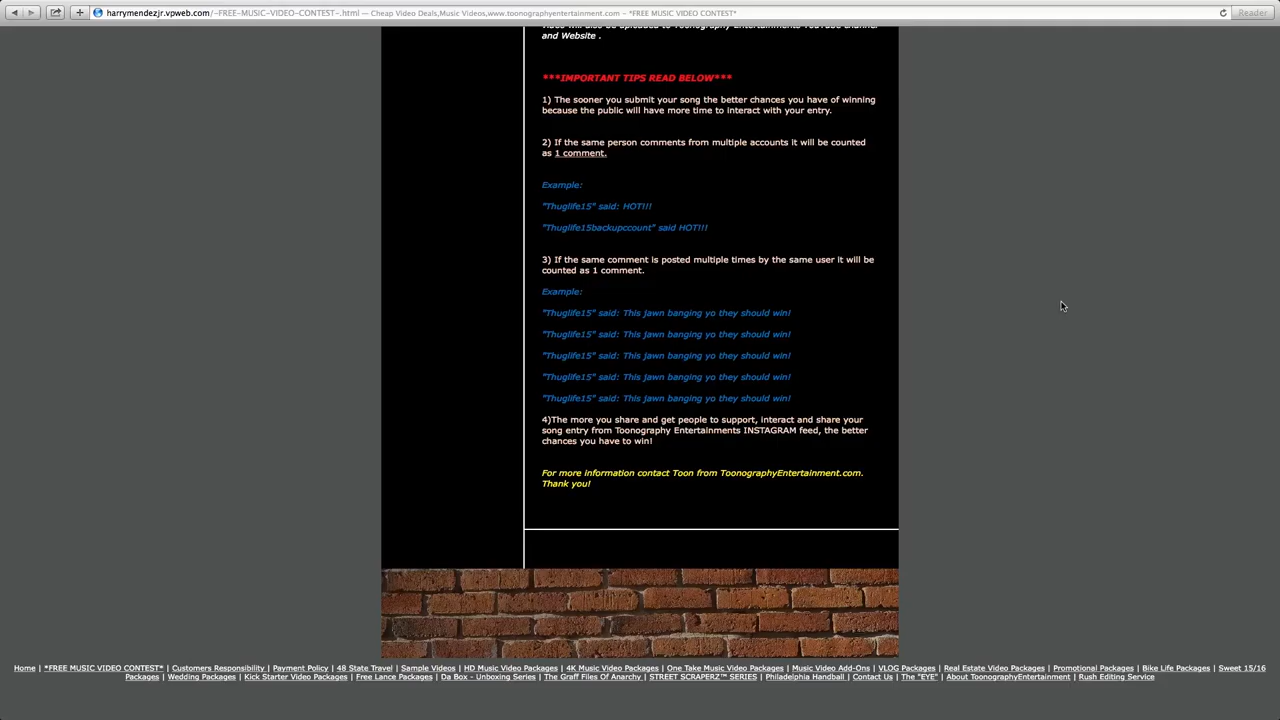 harrymendezjr.vpweb.com/-FREE-MUSIC-VIDEO-CONTEST-.html — Cheap Video Deals,Music Videos,www.toonographyentertainment.com – *FREE MUSIC VIDEO CONTEST*
Reader
Video will also be uploaded to Toonography Entertainments YouTube channel
and Website .
***IMPORTANT TIPS READ BELOW***
1) The sooner you submit your song the better chances you have of winning
because the public will have more time to interact with your entry.
2) If the same person comments from multiple accounts it will be counted
as 1 comment.
Example:
"Thuglife15" said: HOT!!!
"Thuglife15backupccount" said HOT!!!
3) If the same comment is posted multiple times by the same user it will be
counted as 1 comment.
Example:
"Thuglife15" said: This jawn banging yo they should win!
"Thuglife15" said: This jawn banging yo they should win!
"Thuglife15" said: This jawn banging yo they should win!
"Thuglife15" said: This jawn banging yo they should win!
"Thuglife15" said: This jawn banging yo they should win!
4)The more you share and get people to support, interact and share your
song entry from Toonography Entertainments INSTAGRAM feed, the better
chances you have to win!
For more information contact Toon from ToonographyEntertainment.com.
Thank you!
Home | *FREE MUSIC VIDEO CONTEST* | Customers Responsibility | Payment Policy | 48 State Travel | Sample Videos | HD Music Video Packages | 4K Music Video Packages | One Take Music Video Packages | Music Video Add-Ons | VLOG Packages | Real Estate Video Packages | Promotional Packages | Bike Life Packages | Sweet 15/16
Packages | Wedding Packages | Kick Starter Video Packages | Free Lance Packages | Da Box - Unboxing Series | The Graff Files Of Anarchy | STREET SCRAPERZ™ SERIES | Philadelphia Handball | Contact Us | The "EYE" | About ToonographyEntertainment | Rush Editing Service